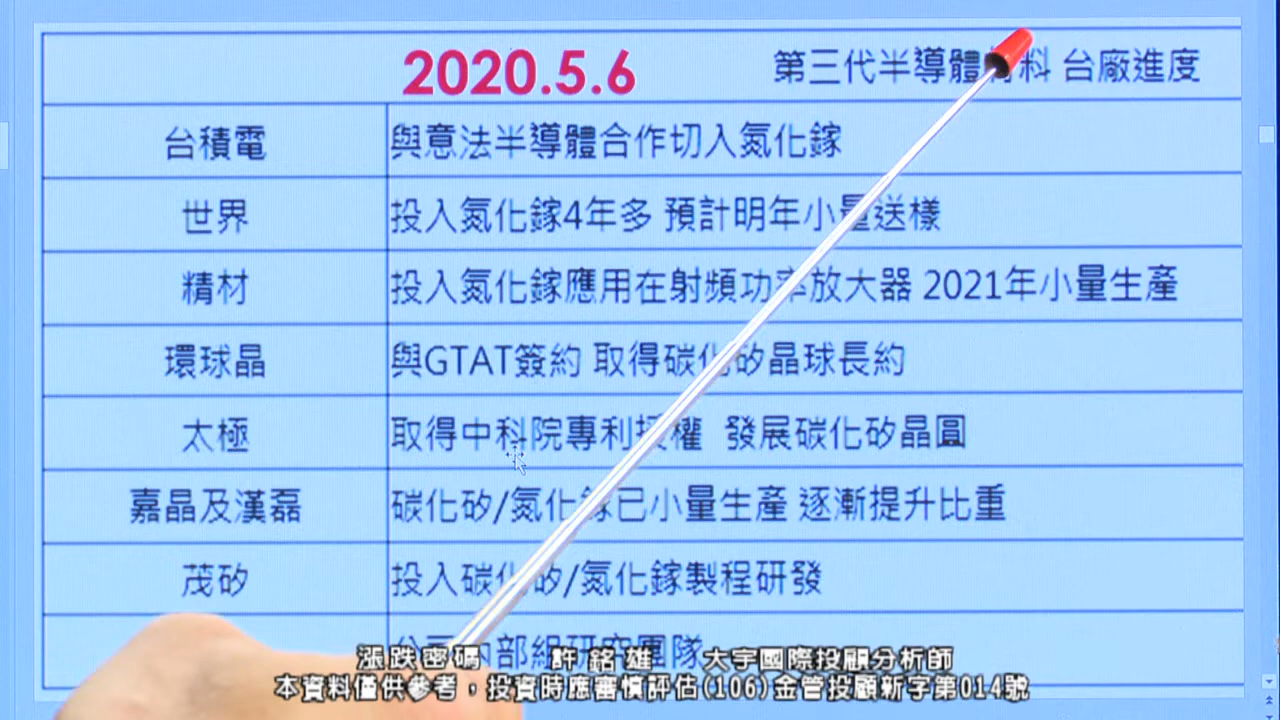 2020.5.6 第三代半導體材料 台廠進度
台積電 與意法半導體合作切入氮化鎵
世界 投入氮化鎵4年多 預計明年小量送樣
精材 投入氮化鎵應用在射頻功率放大器 2021年小量生產
環球晶 與GTAT簽約 取得碳化矽晶球長約
太極 取得中科院專利授權 發展碳化矽晶圓
嘉晶及漢磊 碳化矽/氮化鎵已小量生產 逐漸提升比重
茂矽 投入碳化矽/氮化鎵製程研發
公司內部組研究團隊
漲跌密碼 許銘雄 大宇國際投顧分析師
本資料僅供參考，投資時應審慎評估(106)金管投顧新字第014號